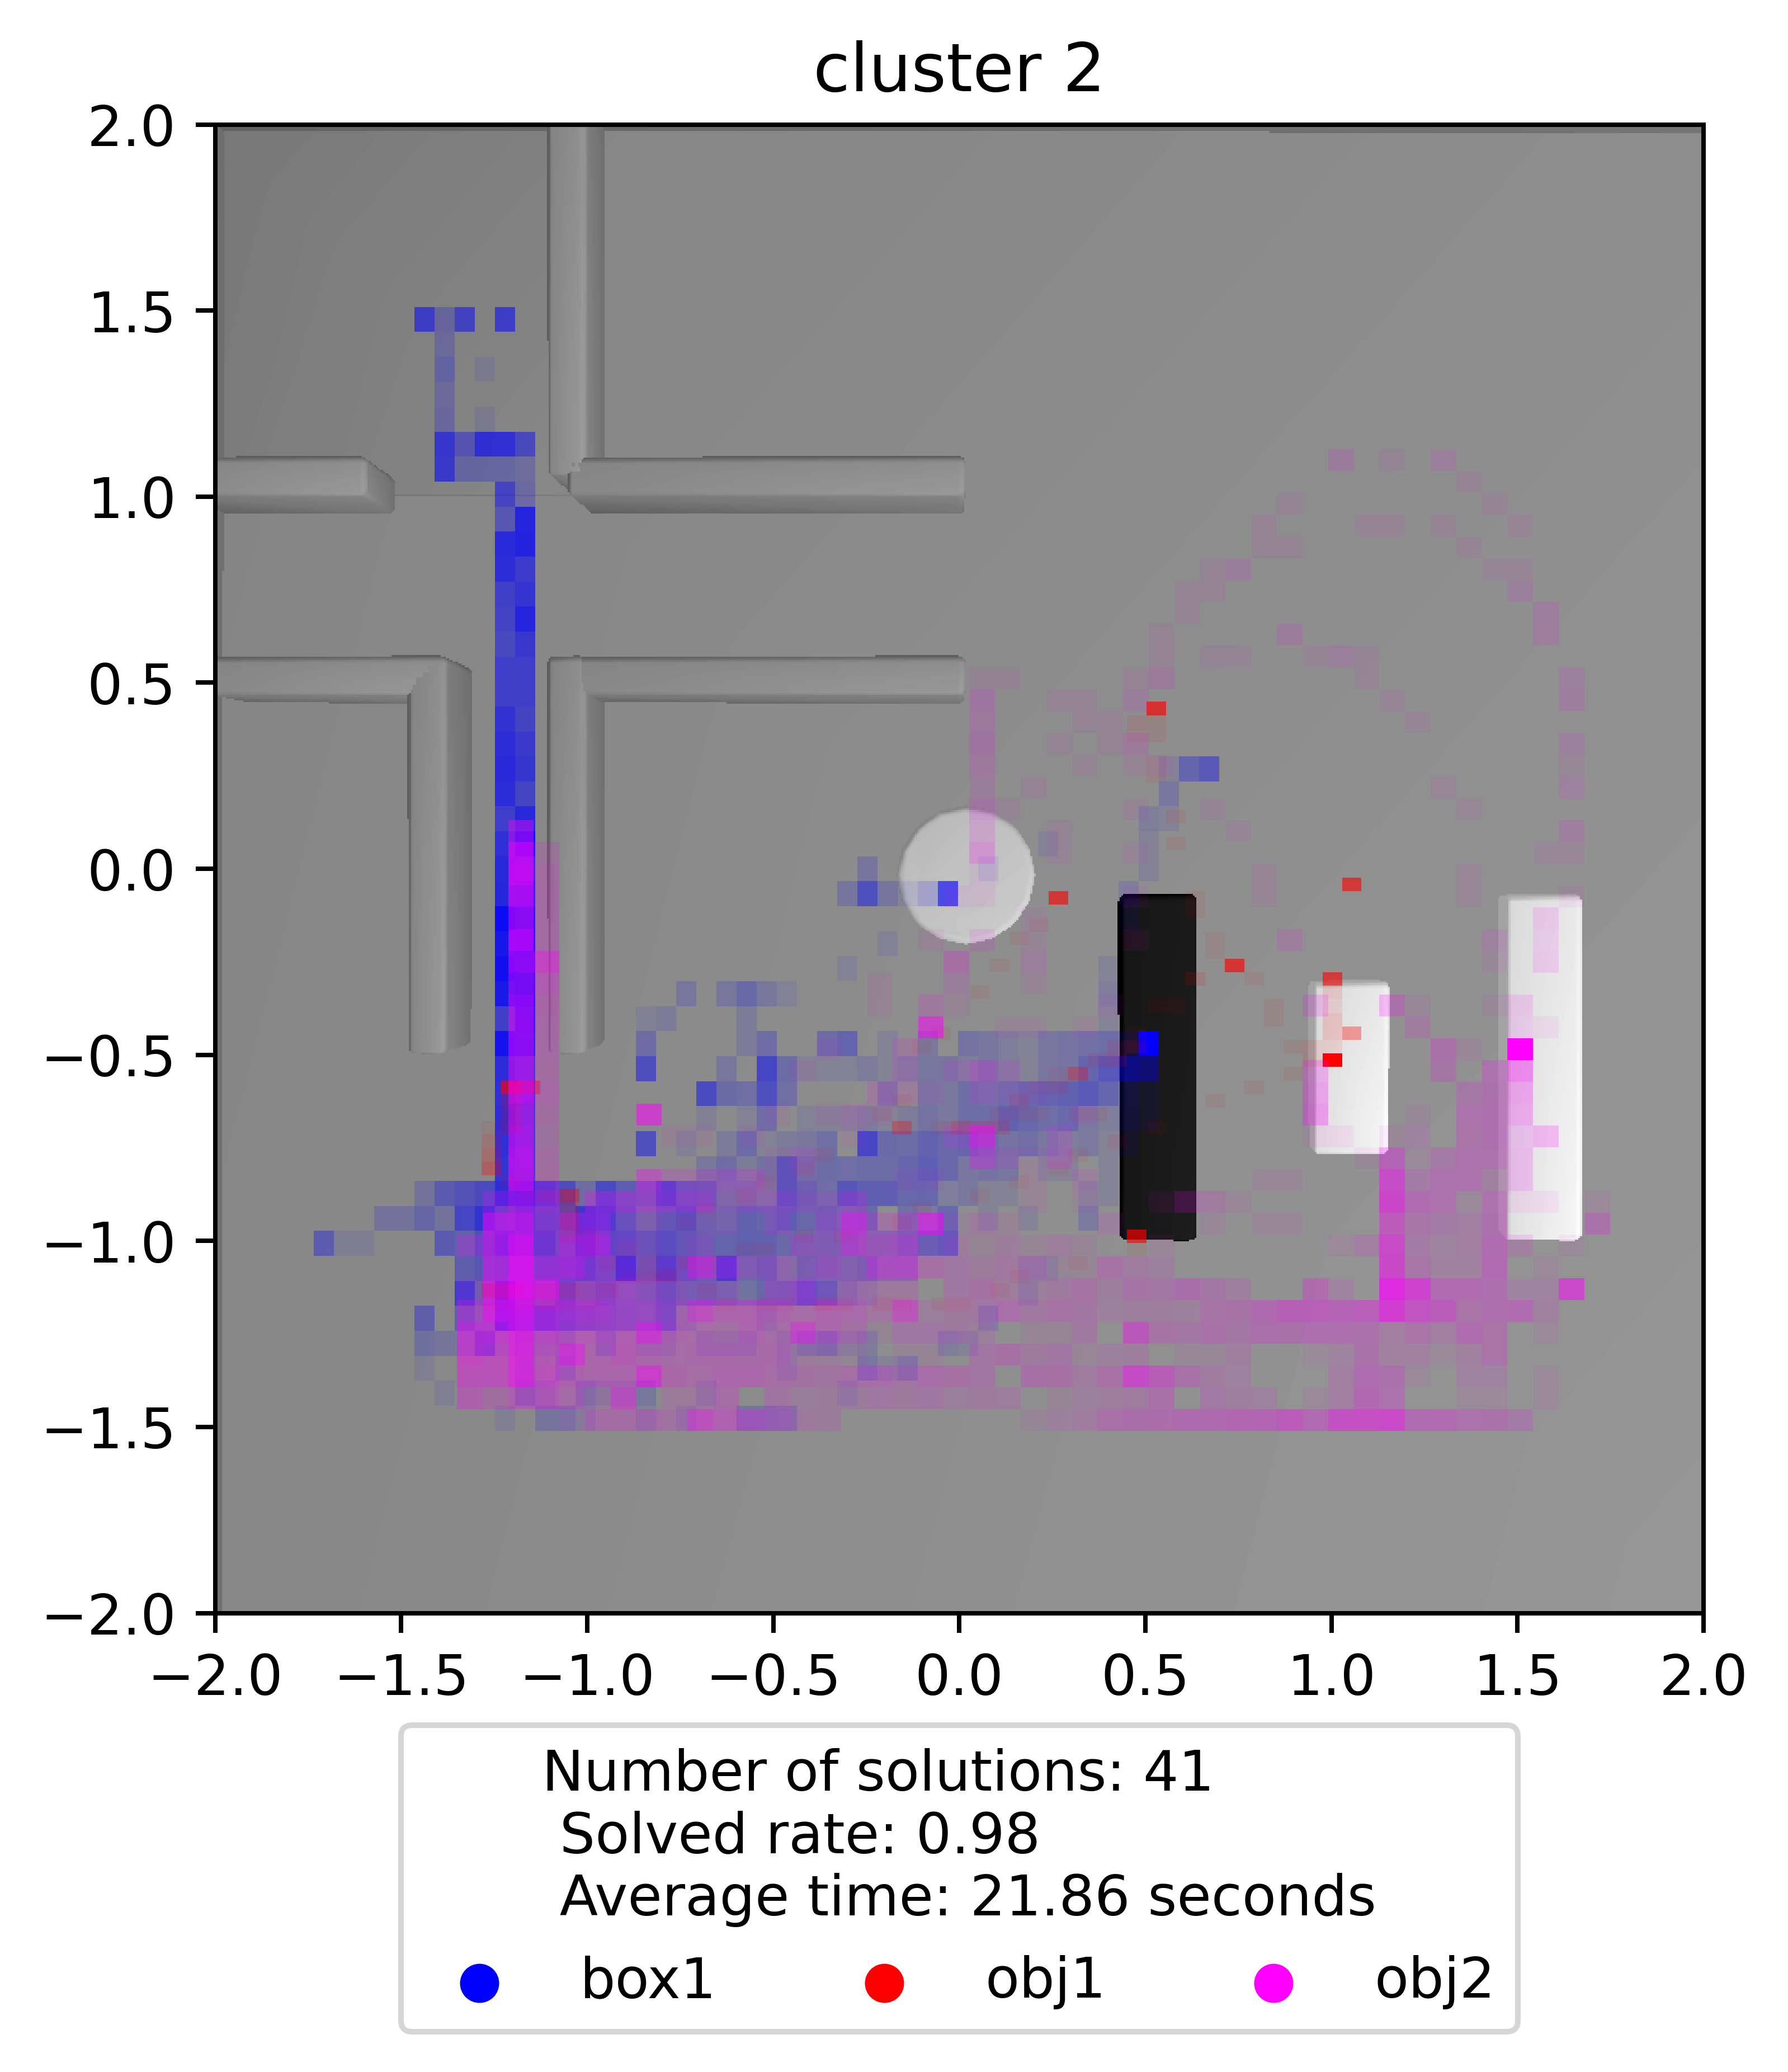 cluster 2
2.0
1.5
1.0
0.5
0.0
−0.5
−1.0
−1.5
−2.0
−2.0 −1.5 −1.0 −0.5 0.0 0.5 1.0 1.5 2.0
Number of solutions: 41
Solved rate: 0.98
Average time: 21.86 seconds
box1 obj1 obj2